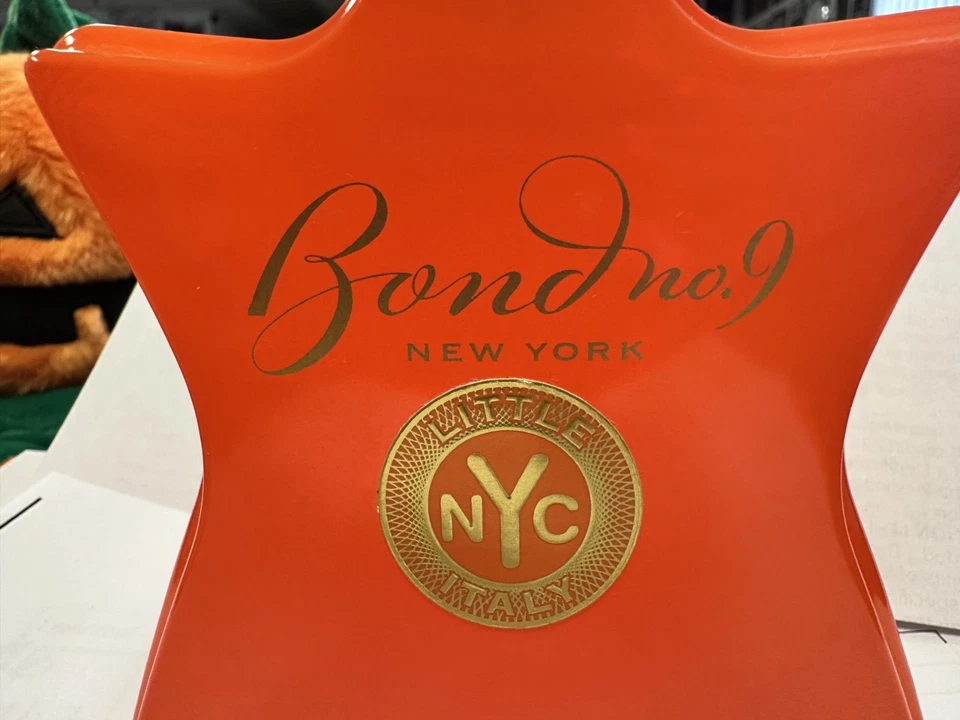 Bond no.9
NEW YORK
LITTLE
NYC
ITALY